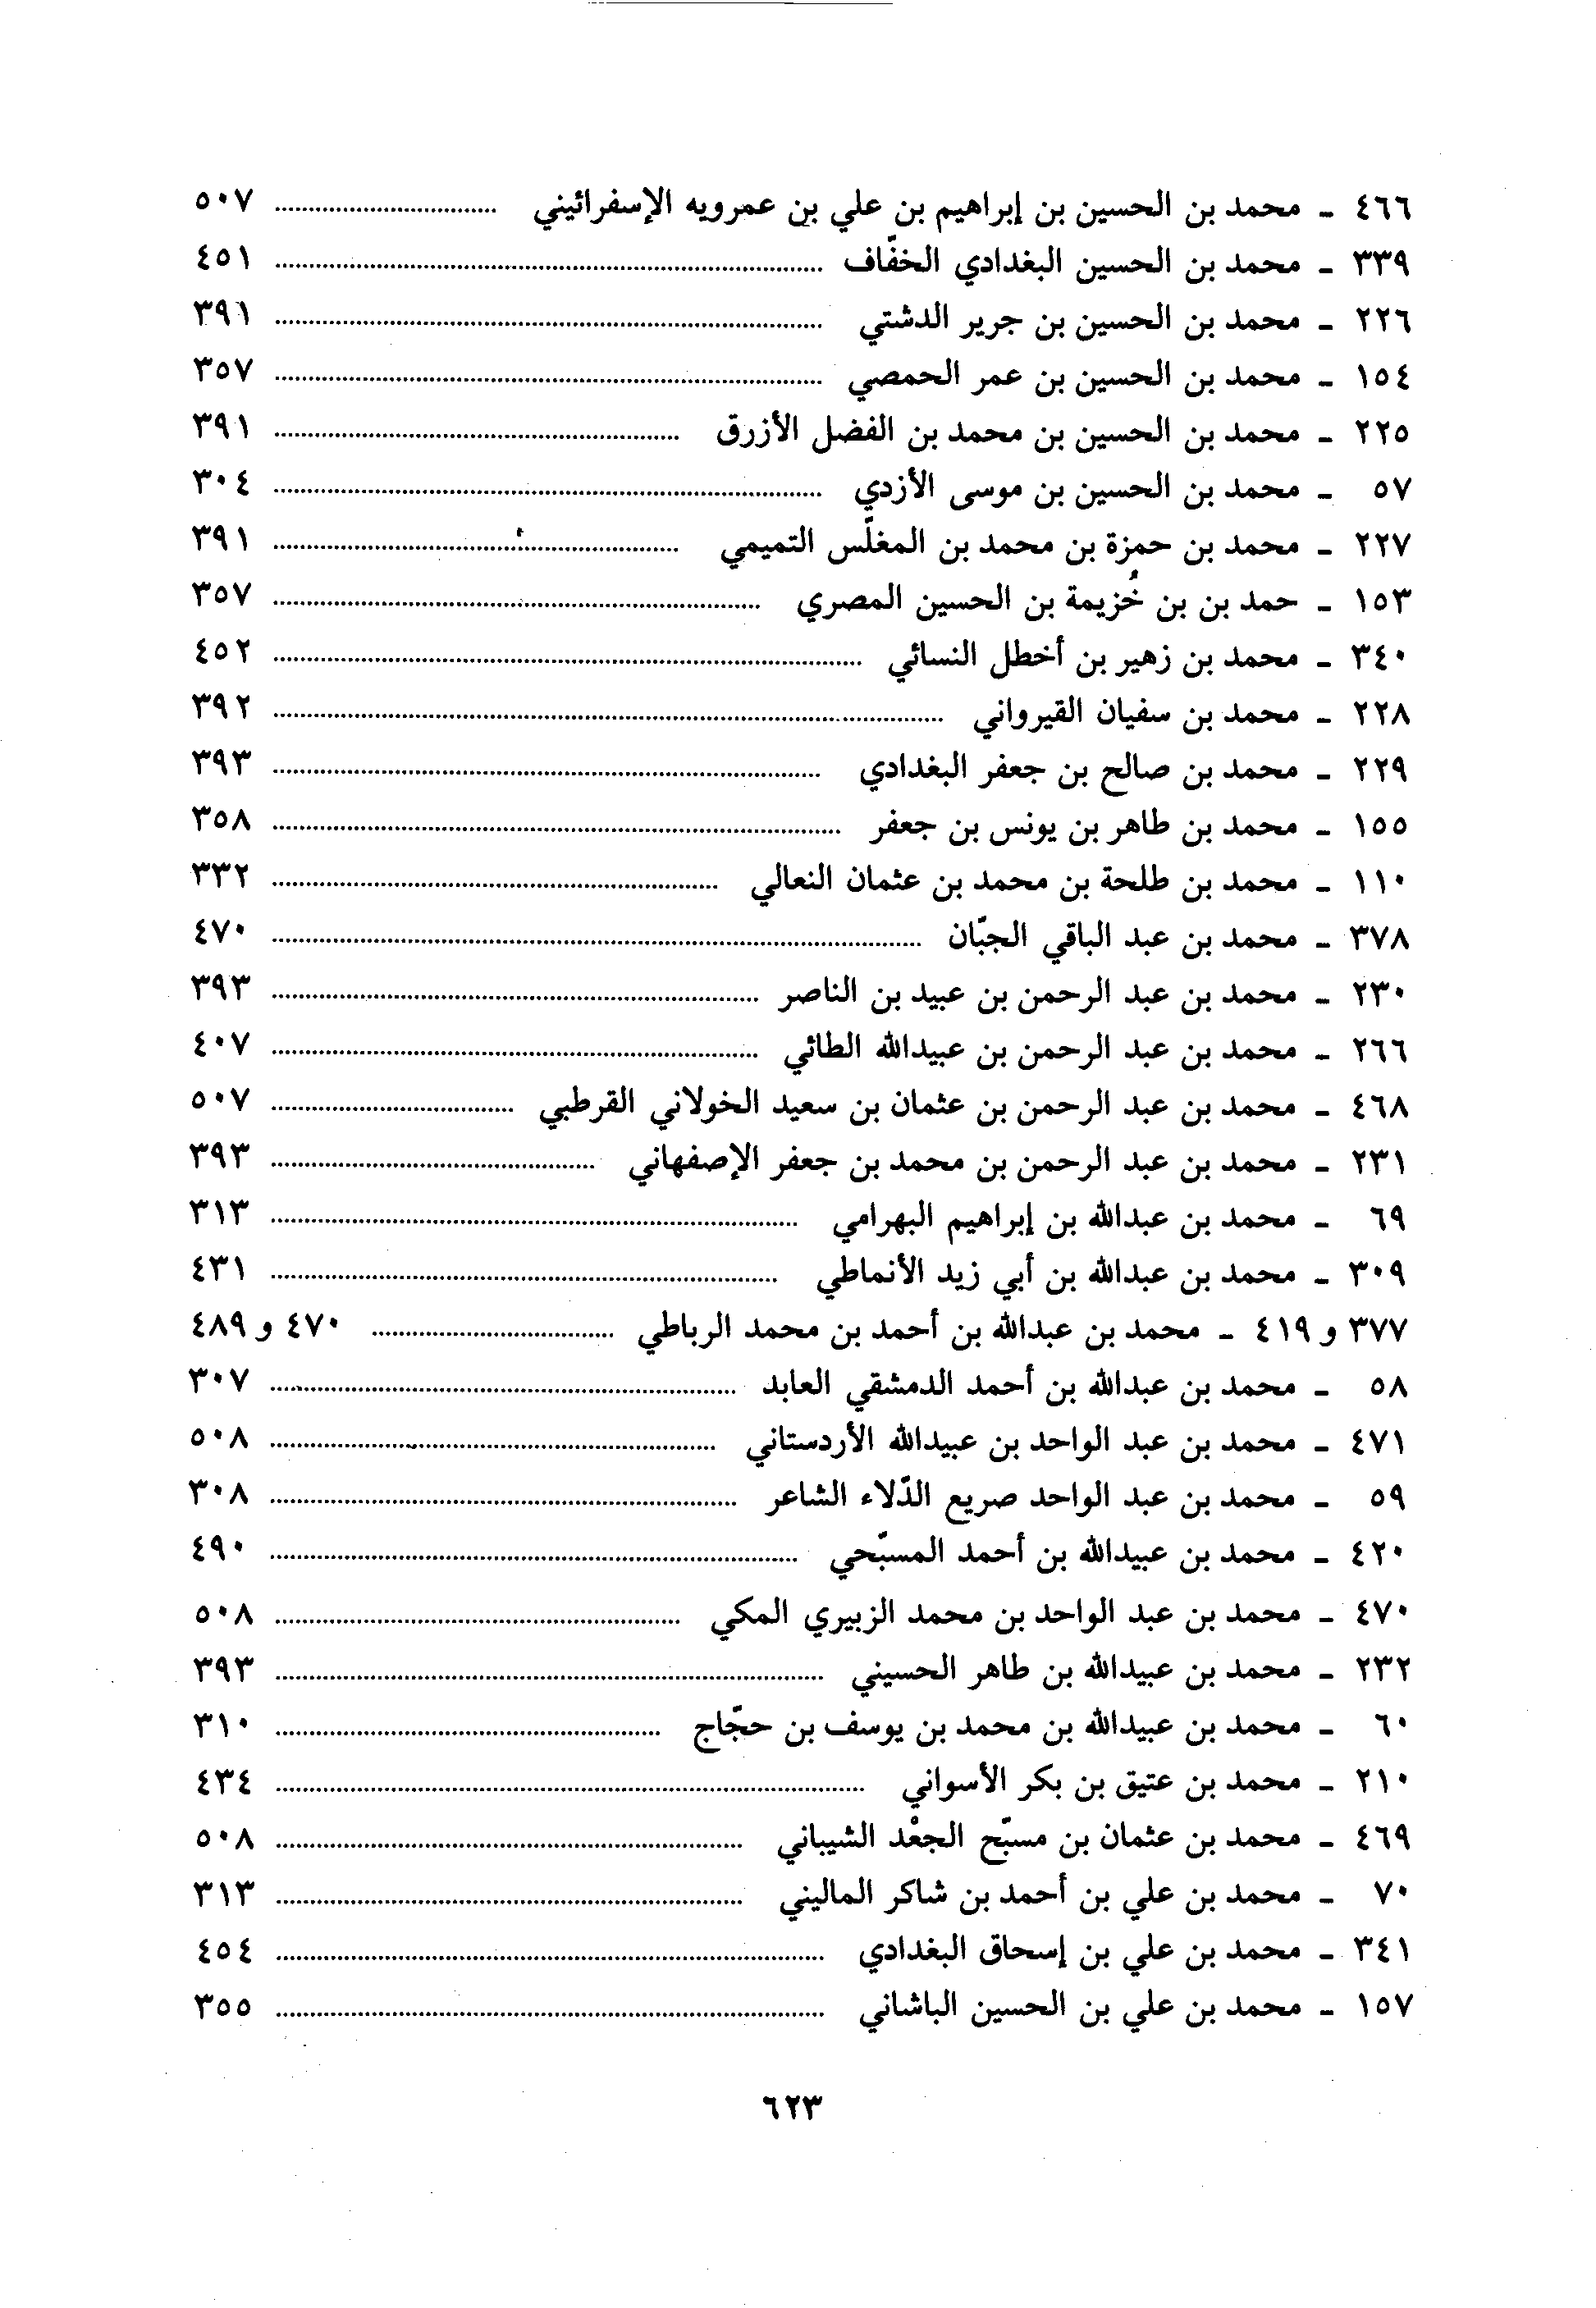 ٤٦٦ - محمد بن الحسين بن إبراهيم بن علي بن عمرويه الإسفرائيني ........ ٥٠٧
٣٣٩ - محمد بن الحسين البغدادي الخفّاف ........ ٤٥١
٢٢٦ - محمد بن الحسين بن جرير الدشتي ........ ٣٩١
١٥٤ - محمد بن الحسين بن عمر الحمصي ........ ٣٥٧
٢٢٥ - محمد بن الحسين بن محمد بن الفضل الأزرق ........ ٣٩١
٥٧ - محمد بن الحسين بن موسى الأزدي ........ ٣٠٤
٢٢٧ - محمد بن حمزة بن محمد بن المغلّس التميمي ........ ٣٩١
١٥٣ - حمد بن بن خُزيمة بن الحسين المصري ........ ٣٥٧
٣٤٠ - محمد بن زهير بن أخطل النسائي ........ ٤٥٢
٢٢٨ - محمد بن سفيان القيرواني ........ ٣٩٢
٢٢٩ - محمد بن صالح بن جعفر البغدادي ........ ٣٩٣
١٥٥ - محمد بن طاهر بن يونس بن جعفر ........ ٣٥٨
١١٠ - محمد بن طلحة بن محمد بن عثمان النعالي ........ ٣٣٢
٣٧٨ - محمد بن عبد الباقي الجبّان ........ ٤٧٠
٢٣٠ - محمد بن عبد الرحمن بن عبيد بن الناصر ........ ٣٩٣
٢٦٦ - محمد بن عبد الرحمن بن عبيدالله الطائي ........ ٤٠٧
٤٦٨ - محمد بن عبد الرحمن بن عثمان بن سعيد الخولاني القرطبي ........ ٥٠٧
٢٣١ - محمد بن عبد الرحمن بن محمد بن جعفر الإصفهاني ........ ٣٩٣
٦٩ - محمد بن عبدالله بن إبراهيم البهرامي ........ ٣١٣
٣٠٩ - محمد بن عبدالله بن أبي زيد الأنماطي ........ ٤٣١
٣٧٧ و ٤١٩ - محمد بن عبدالله بن أحمد بن محمد الرباطي ........ ٤٧٠ و ٤٨٩
٥٨ - محمد بن عبدالله بن أحمد الدمشقي العابد ........ ٣٠٧
٤٧١ - محمد بن عبد الواحد بن عبيدالله الأردستاني ........ ٥٠٨
٥٩ - محمد بن عبد الواحد صريع الدّلاء الشاعر ........ ٣٠٨
٤٢٠ - محمد بن عبيدالله بن أحمد المسبّحي ........ ٤٩٠
٤٧٠ - محمد بن عبد الواحد بن محمد الزبيري المكي ........ ٥٠٨
٢٣٢ - محمد بن عبيدالله بن طاهر الحسيني ........ ٣٩٣
٦٠ - محمد بن عبيدالله بن محمد بن يوسف بن حجّاج ........ ٣١٠
٢١٠ - محمد بن عتيق بن بكر الأسواني ........ ٤٣٤
٤٦٩ - محمد بن عثمان بن مسبّح الجعْد الشيباني ........ ٥٠٨
٧٠ - محمد بن علي بن أحمد بن شاكر الماليني ........ ٣١٣
٣٤١ - محمد بن علي بن إسحاق البغدادي ........ ٤٥٤
١٥٧ - محمد بن علي بن الحسين الباشاني ........ ٣٥٥
٦٢٣